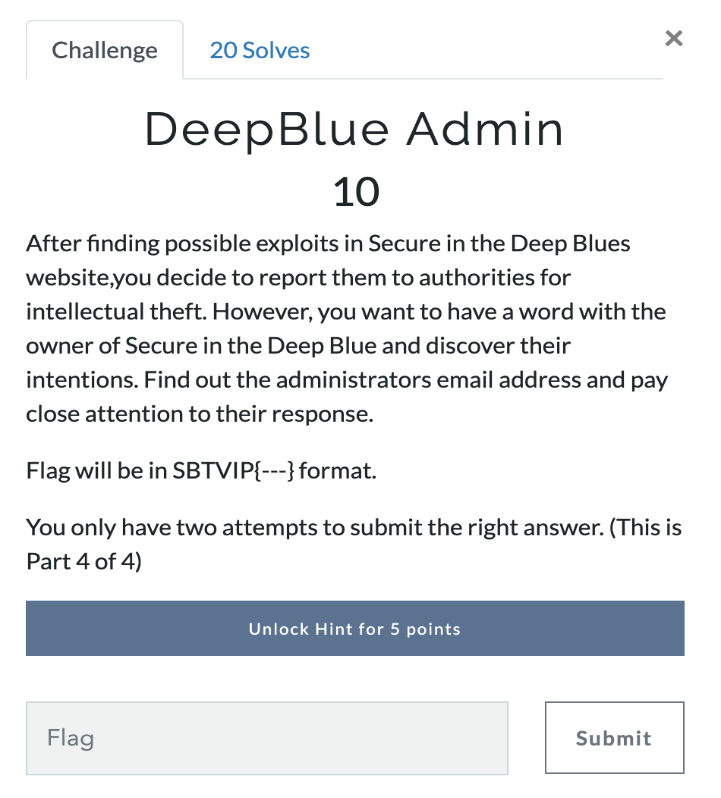 Challenge
20 Solves
×
DeepBlue Admin
10
After finding possible exploits in Secure in the Deep Blues
website,you decide to report them to authorities for
intellectual theft. However, you want to have a word with the
owner of Secure in the Deep Blue and discover their
intentions. Find out the administrators email address and pay
close attention to their response.
Flag will be in SBTVIP{---} format.
You only have two attempts to submit the right answer. (This is
Part 4 of 4)
Unlock Hint for 5 points
Flag
Submit